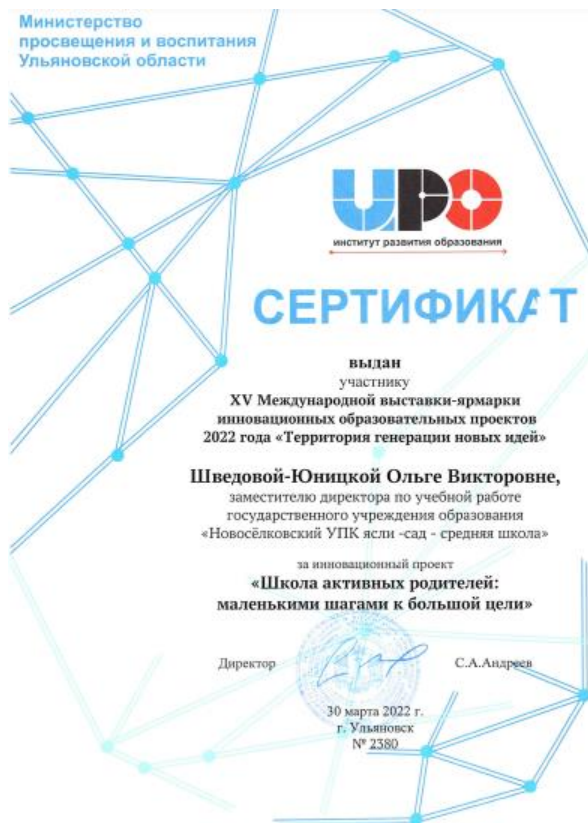 Министерство
просвещения и воспитания
Ульяновской области
ИРО
институт развития образования
СЕРТИФИКАТ
выдан
участнику
XV Международной выставки-ярмарки
инновационных образовательных проектов
2022 года «Территория генерации новых идей»
Шведовой-Юницкой Ольге Викторовне,
заместителю директора по учебной работе
государственного учреждения образования
«Новосёлковский УПК ясли -сад - средняя школа»
за инновационный проект
«Школа активных родителей:
маленькими шагами к большой цели»
Директор С.А.Андреев
30 марта 2022 г.
г. Ульяновск
№ 2380